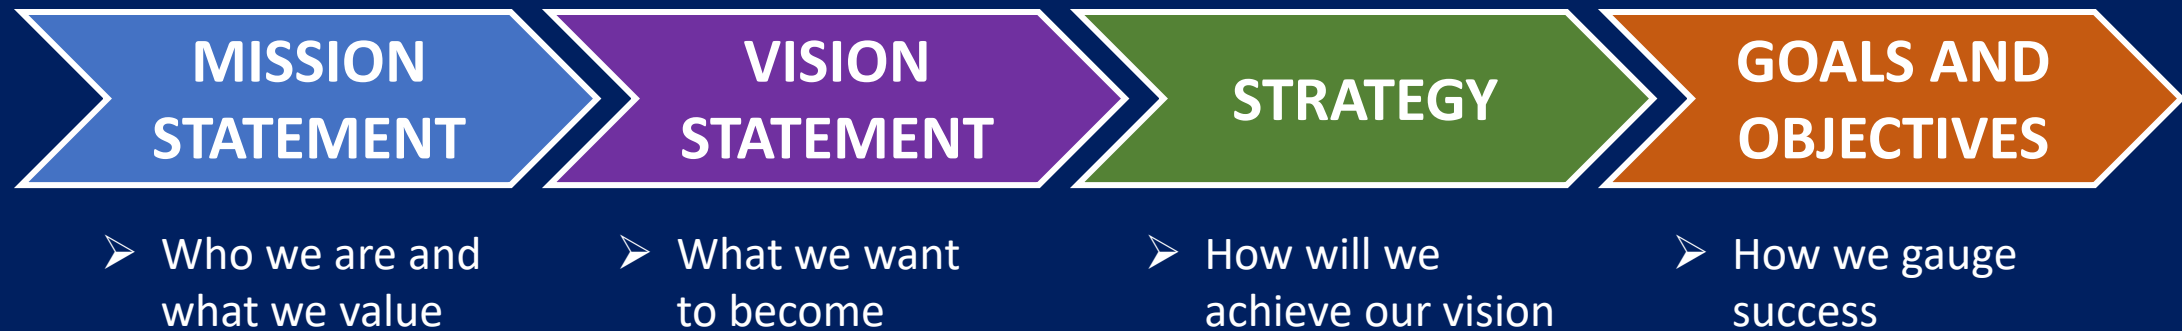 MISSION
STATEMENT
VISION
STATEMENT
STRATEGY
GOALS AND
OBJECTIVES
➢ Who we are and
what we value
➢ What we want
to become
➢ How will we
achieve our vision
➢ How we gauge
success